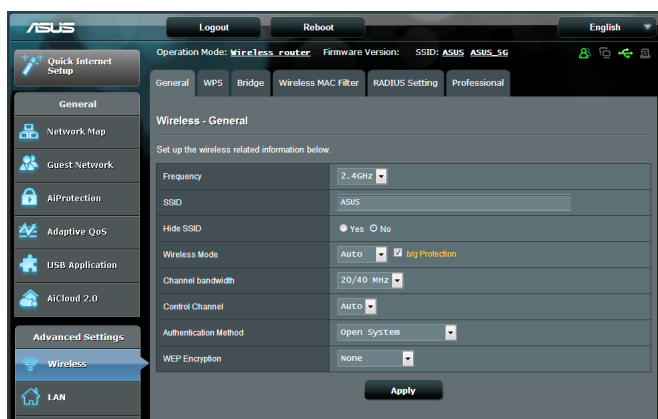 ASUS
Logout
Reboot
English
Quick Internet
Setup
Operation Mode: Wireless router Firmware Version: SSID: ASUS ASUS_5G
General
WPS
Bridge
Wireless MAC Filter
RADIUS Setting
Professional
General
Network Map
Guest Network
AiProtection
Adaptive QoS
USB Application
AiCloud 2.0
Advanced Settings
Wireless
LAN
Wireless - General
Set up the wireless related information below.
Frequency 2.4GHz
SSID ASUS
Hide SSID Yes No
Wireless Mode Auto b/g Protection
Channel bandwidth 20/40 MHz
Control Channel Auto
Authentication Method Open System
WEP Encryption None
Apply